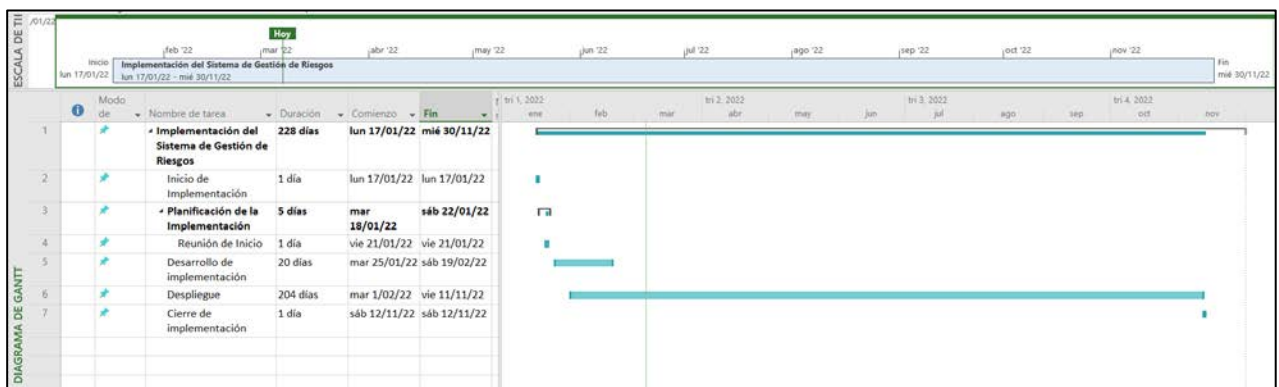 ESCALA DE TII
/01/22
Hoy
feb '22 mar '22 abr '22 may '22 jun '22 jul '22 ago '22 sep '22 oct '22 nov '22
Inicio
lun 17/01/22
Implementación del Sistema de Gestión de Riesgos
lun 17/01/22 - mié 30/11/22
Fin
mié 30/11/22
Modo de Nombre de tarea Duración Comienzo Fin
tri 1, 2022 tri 2, 2022 tri 3, 2022 tri 4, 2022
ene feb mar abr may jun jul ago sep oct nov
1 Implementación del Sistema de Gestión de Riesgos 228 días lun 17/01/22 mié 30/11/22
2 Inicio de Implementación 1 día lun 17/01/22 lun 17/01/22
3 Planificación de la Implementación 5 días mar 18/01/22 sáb 22/01/22
4 Reunión de Inicio 1 día vie 21/01/22 vie 21/01/22
5 Desarrollo de implementación 20 días mar 25/01/22 sáb 19/02/22
6 Despliegue 204 días mar 1/02/22 vie 11/11/22
7 Cierre de implementación 1 día sáb 12/11/22 sáb 12/11/22
DIAGRAMA DE GANTT